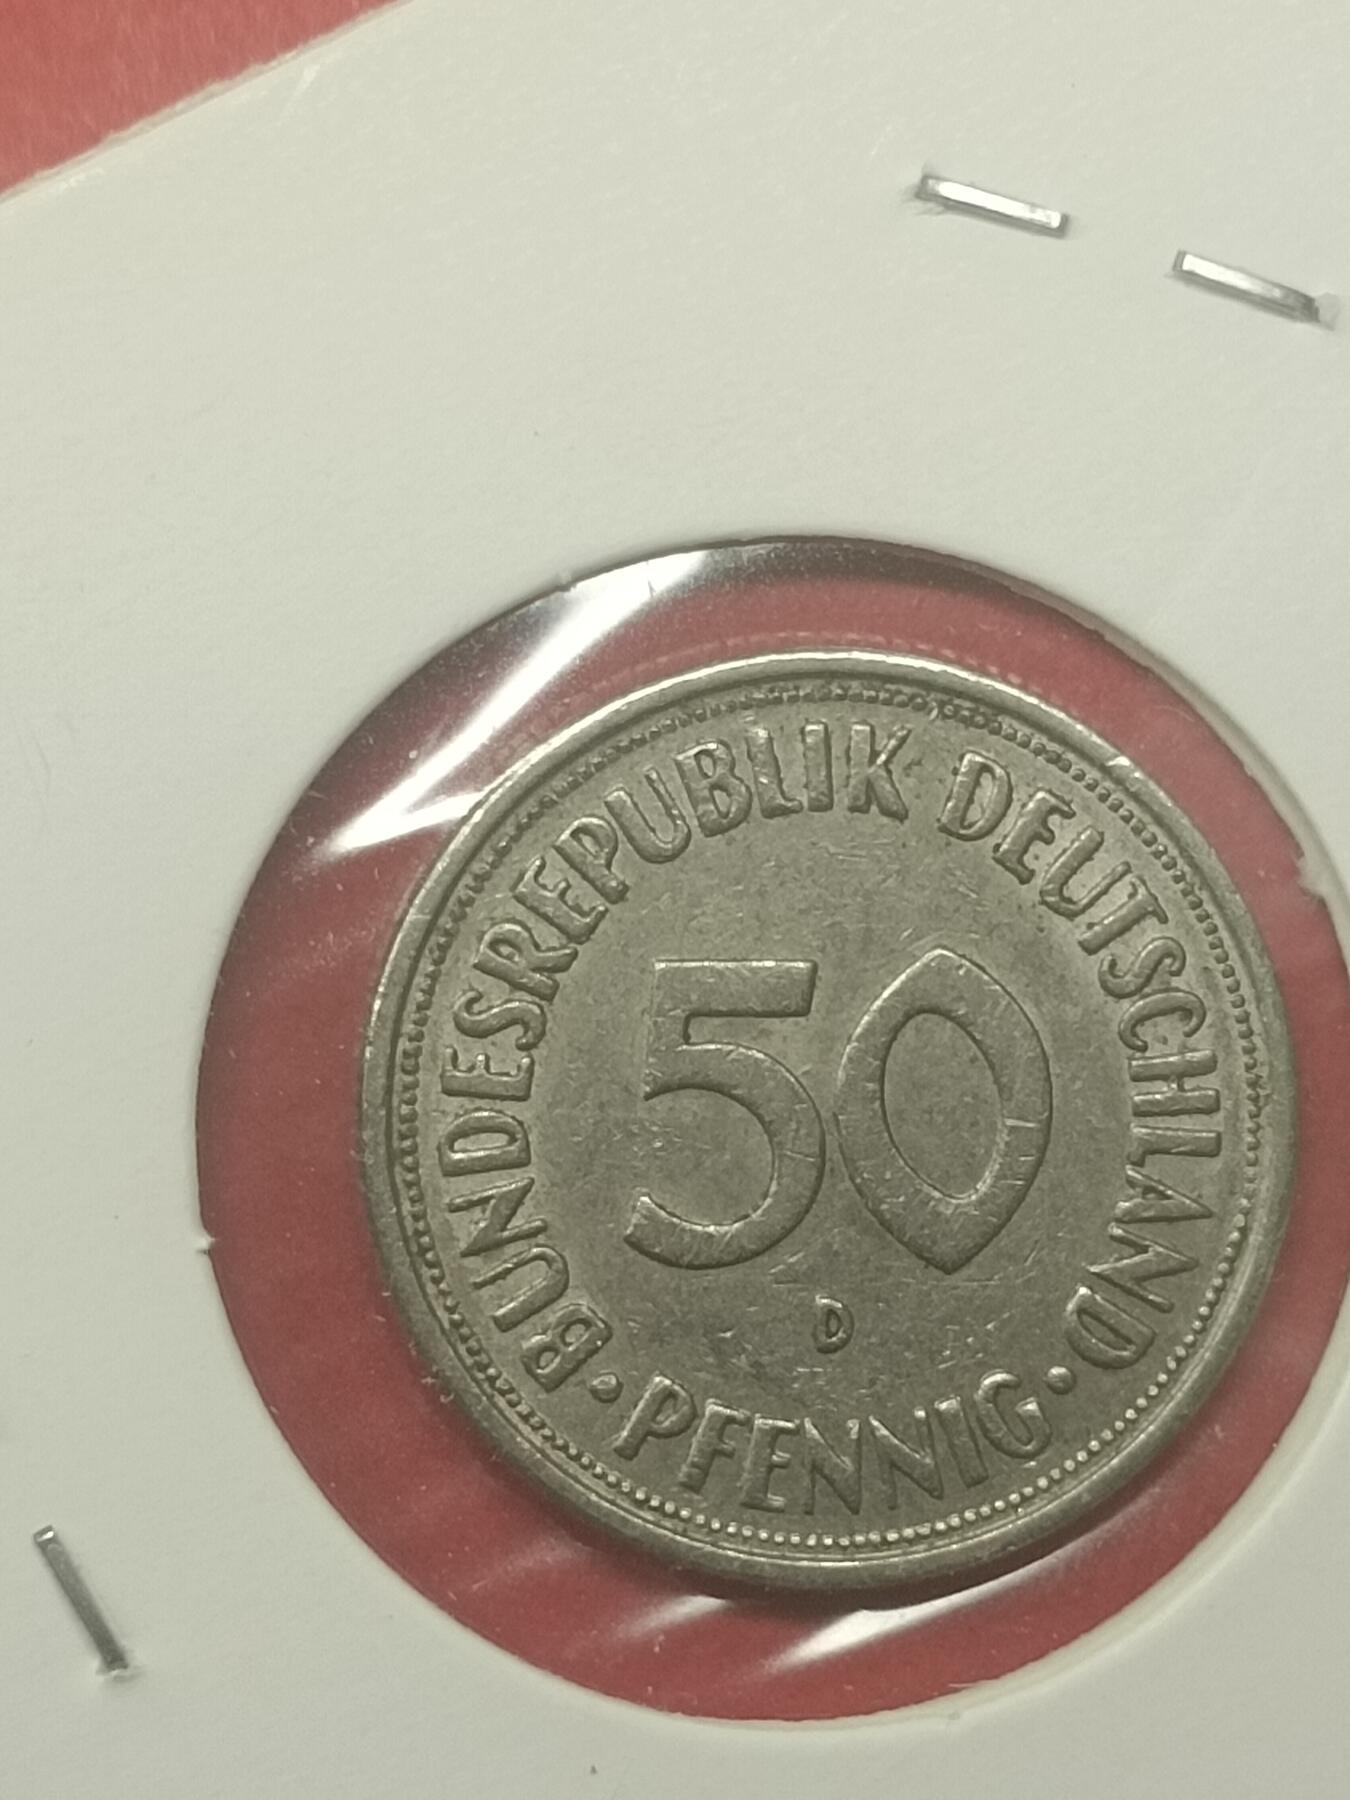 BUNDESREPUBLIK DEUTSCHLAND
50
D
• PFENNIG •